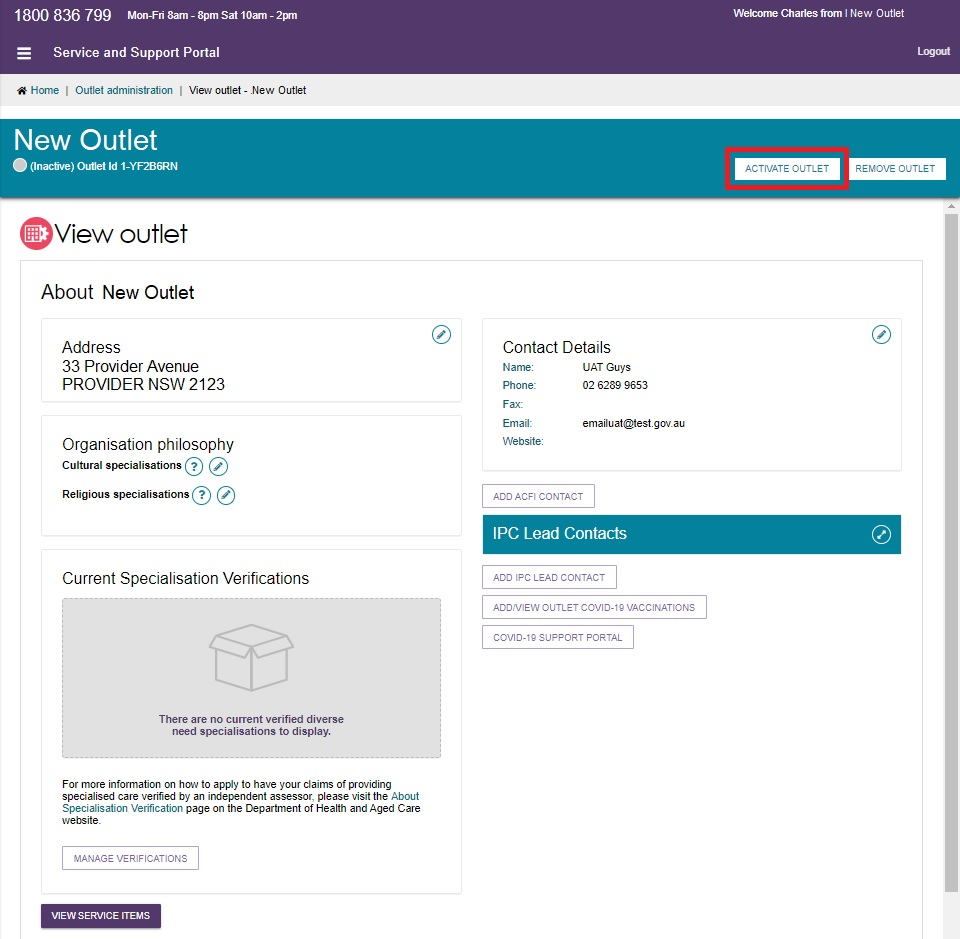 1800 836 799 Mon-Fri 8am - 8pm Sat 10am - 2pm
Welcome Charles from | New Outlet
Service and Support Portal
Logout
Home | Outlet administration | View outlet - New Outlet
New Outlet
(Inactive) Outlet Id 1-YF2B6RN
ACTIVATE OUTLET
REMOVE OUTLET
View outlet
About New Outlet
Address
33 Provider Avenue
PROVIDER NSW 2123
Organisation philosophy
Cultural specialisations ?
Religious specialisations ?
Current Specialisation Verifications
There are no current verified diverse
need specialisations to display.
For more information on how to apply to have your claims of providing
specialised care verified by an independent assessor, please visit the About
Specialisation Verification page on the Department of Health and Aged Care
website.
MANAGE VERIFICATIONS
VIEW SERVICE ITEMS
Contact Details
Name: UAT Guys
Phone: 02 6289 9653
Fax:
Email: emailuat@test.gov.au
Website:
ADD ACFI CONTACT
IPC Lead Contacts
ADD IPC LEAD CONTACT
ADD/VIEW OUTLET COVID-19 VACCINATIONS
COVID-19 SUPPORT PORTAL